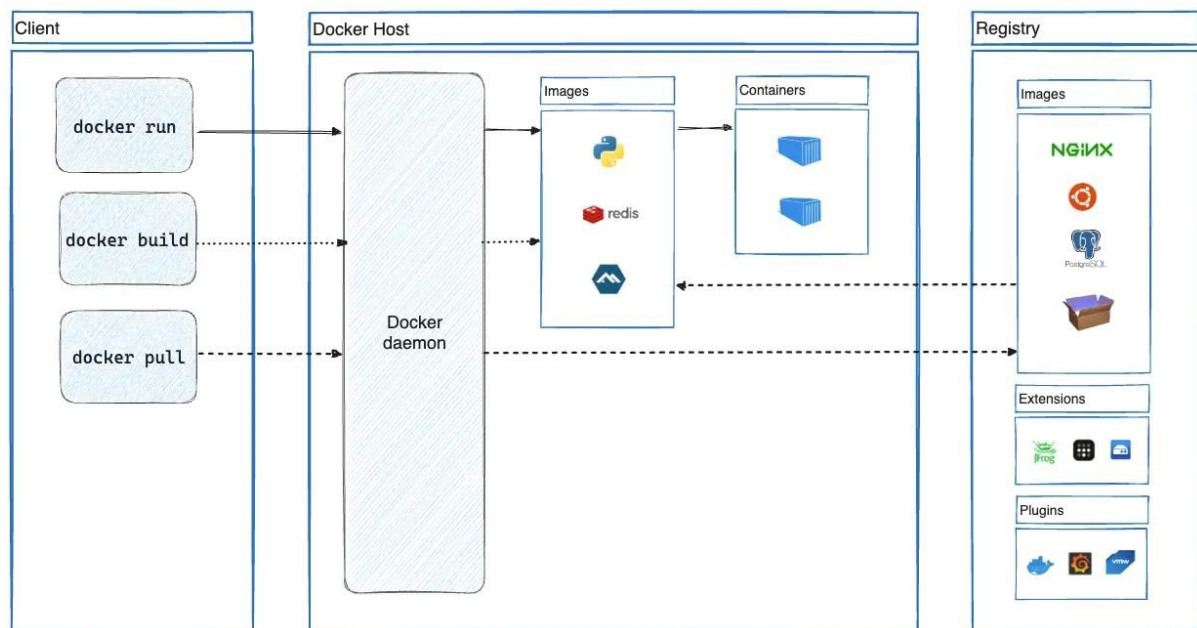 Client
docker run
docker build
docker pull
Docker Host
Docker
daemon
Images
redis
Containers
Registry
Images
NGINX
PostgreSQL
Extensions
JFrog
Plugins
vmw